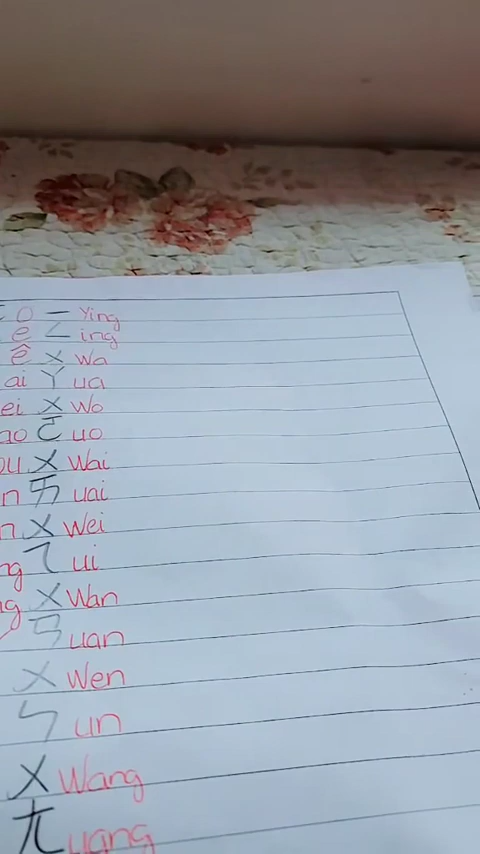 o 一 Ying
e ㄥ ing
ê ㄨ Wa
ai ㄚ ua
ei ㄨ Wo
ao ㄛ uo
ou ㄨ Wai
n ㄞ uai
n ㄨ Wei
ng ㄟ ui
ng ㄨ Wan
ㄢ uan
ㄨ Wen
ㄣ un
ㄨ Wang
ㄤ uang